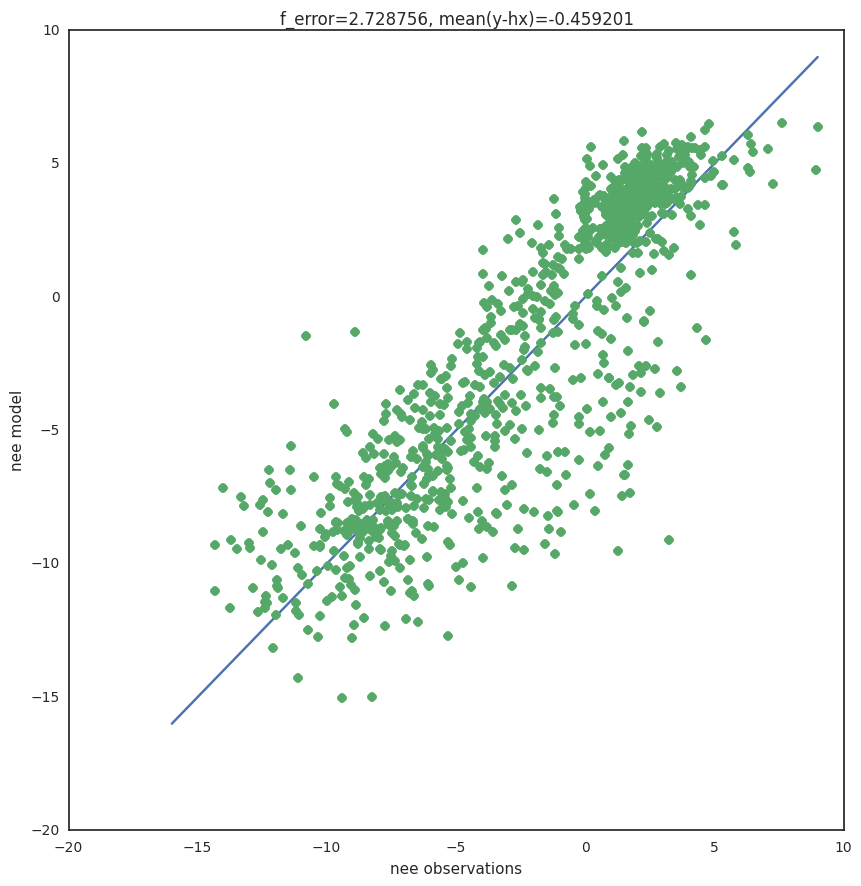 f_error=2.728756, mean(y-hx)=-0.459201
10
5
0
−5
−10
−15
−20
nee model
−20 −15 −10 −5 0 5 10
nee observations